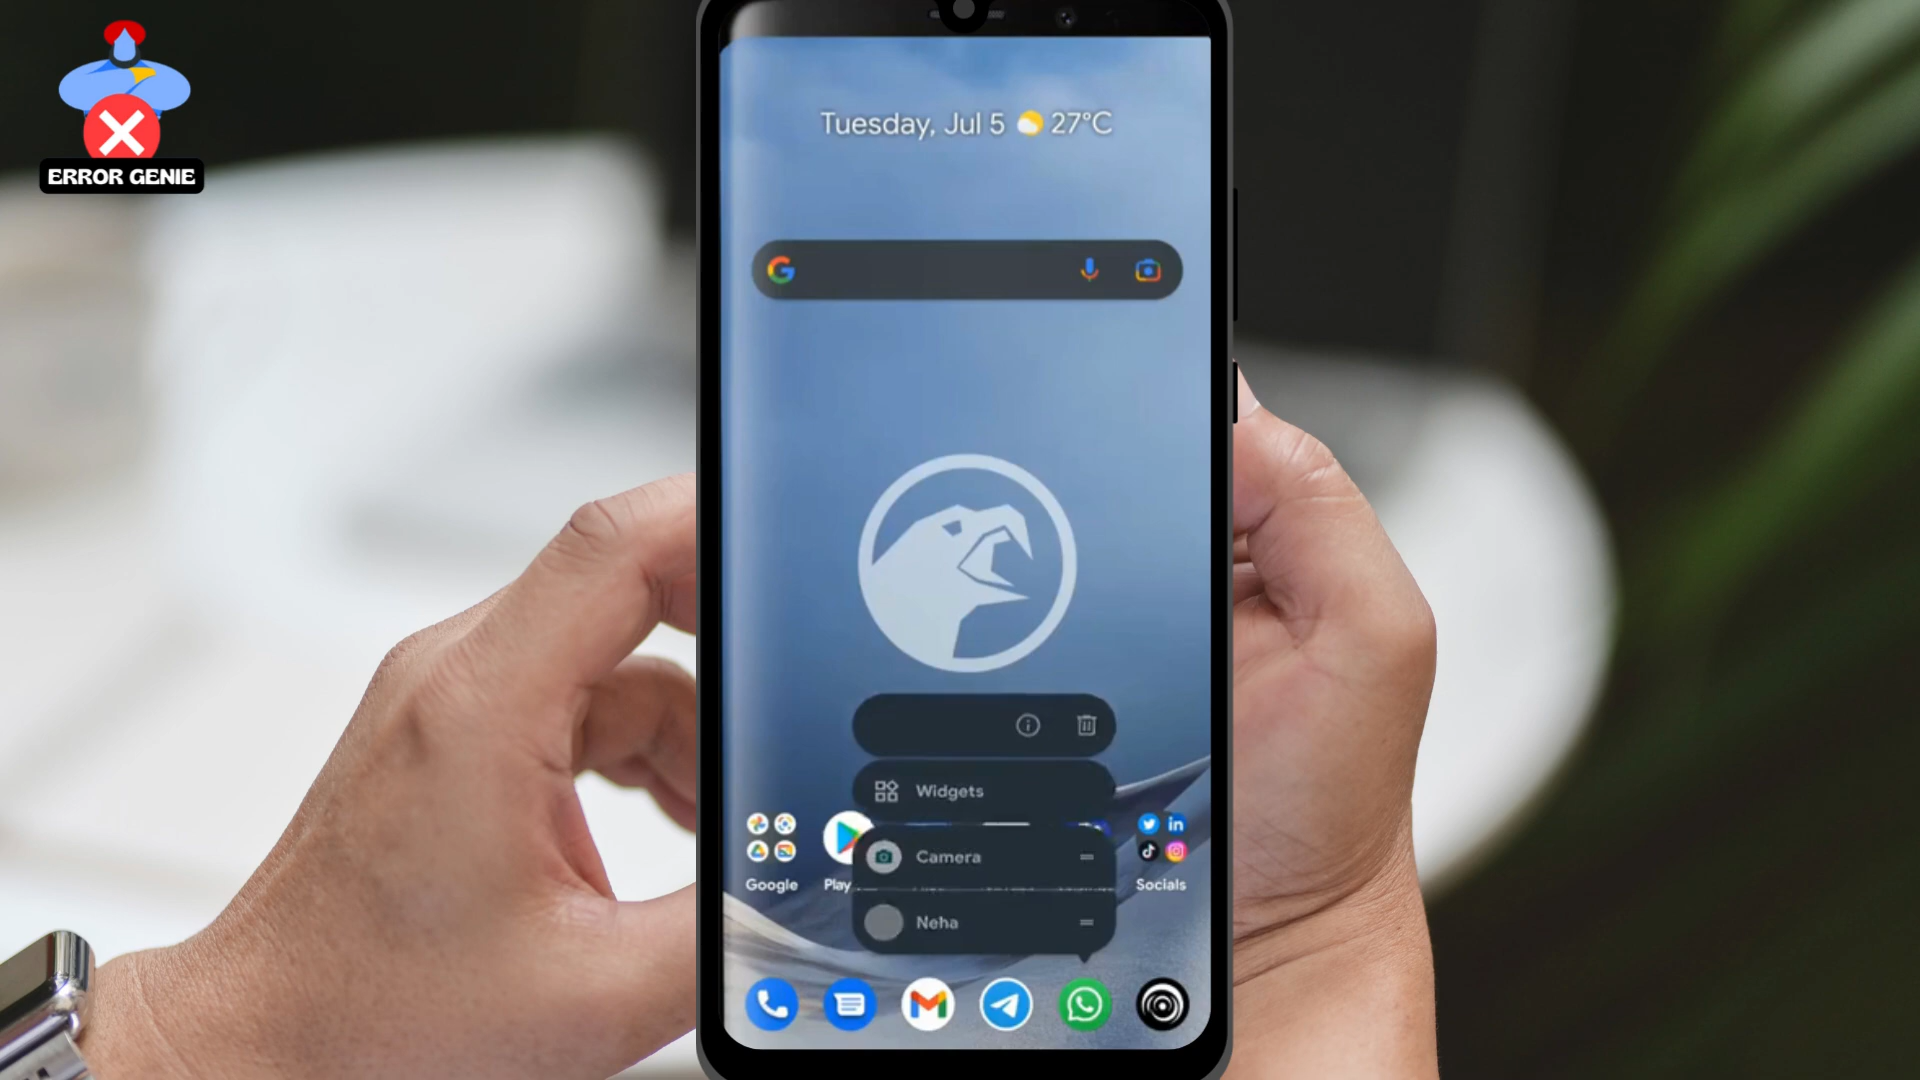 ERROR GENIE
Tuesday, Jul 5 27°C
Widgets
Camera
Neha
Google
Play
Socials
in